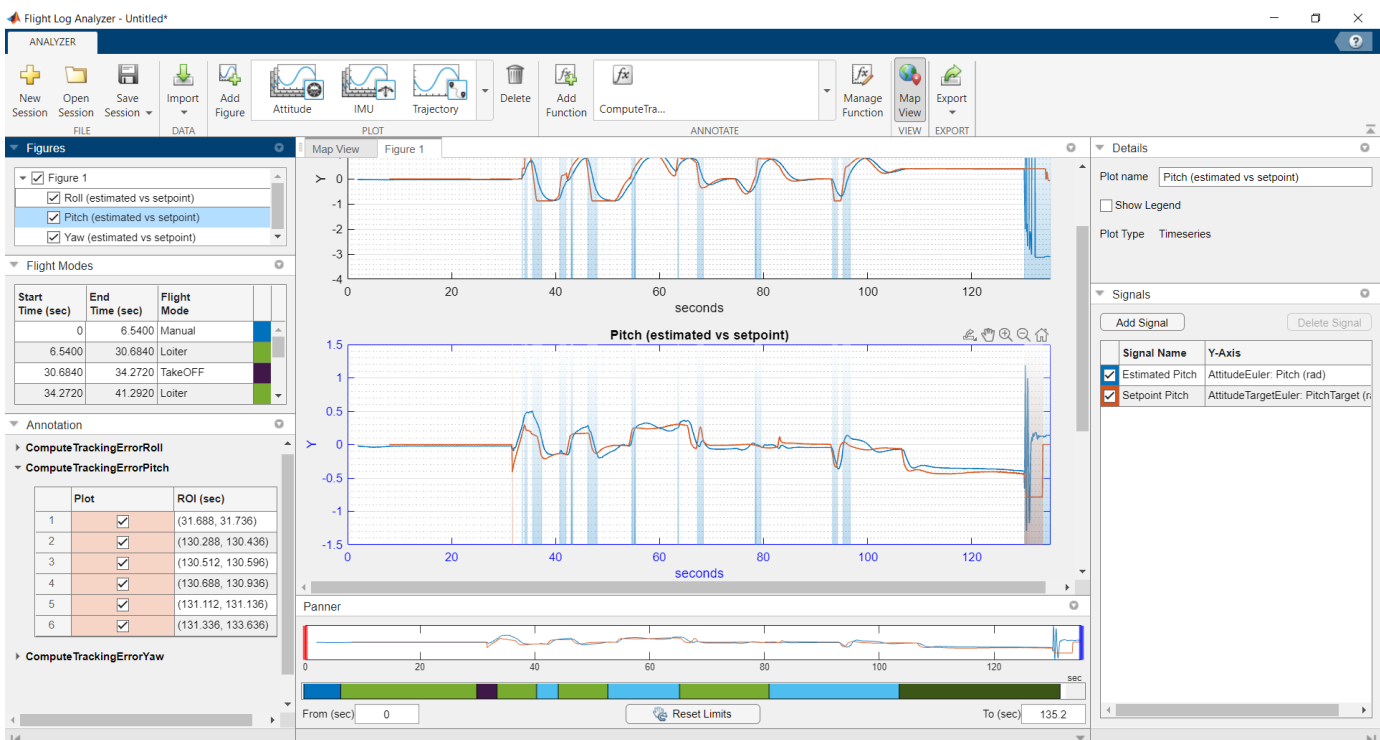 Flight Log Analyzer - Untitled*
ANALYZER
?
New Session
Open Session
Save Session
Import
Add Figure
Attitude
IMU
Trajectory
Delete
Add Function
fx
ComputeTra...
Manage Function
Map View
Export
FILE
DATA
PLOT
ANNOTATE
VIEW
EXPORT
Figures
Figure 1
Roll (estimated vs setpoint)
Pitch (estimated vs setpoint)
Yaw (estimated vs setpoint)
Flight Modes
Start Time (sec) End Time (sec) Flight Mode
0 6.5400 Manual
6.5400 30.6840 Loiter
30.6840 34.2720 TakeOFF
34.2720 41.2920 Loiter
Annotation
ComputeTrackingErrorRoll
ComputeTrackingErrorPitch
Plot ROI (sec)
1 (31.688, 31.736)
2 (130.288, 130.436)
3 (130.512, 130.596)
4 (130.688, 130.936)
5 (131.112, 131.136)
6 (131.336, 133.636)
ComputeTrackingErrorYaw
Map View Figure 1
Y
0
-1
-2
-3
-4
0 20 40 60 80 100 120
seconds
Pitch (estimated vs setpoint)
Y
1.5
1
0.5
0
-0.5
-1
-1.5
0 20 40 60 80 100 120
seconds
Panner
0 20 40 60 80 100 120
sec
From (sec) 0 Reset Limits To (sec) 135.2
Details
Plot name Pitch (estimated vs setpoint)
Show Legend
Plot Type Timeseries
Signals
Add Signal Delete Signal
Signal Name Y-Axis
Estimated Pitch AttitudeEuler: Pitch (rad)
Setpoint Pitch AttitudeTargetEuler: PitchTarget (ra